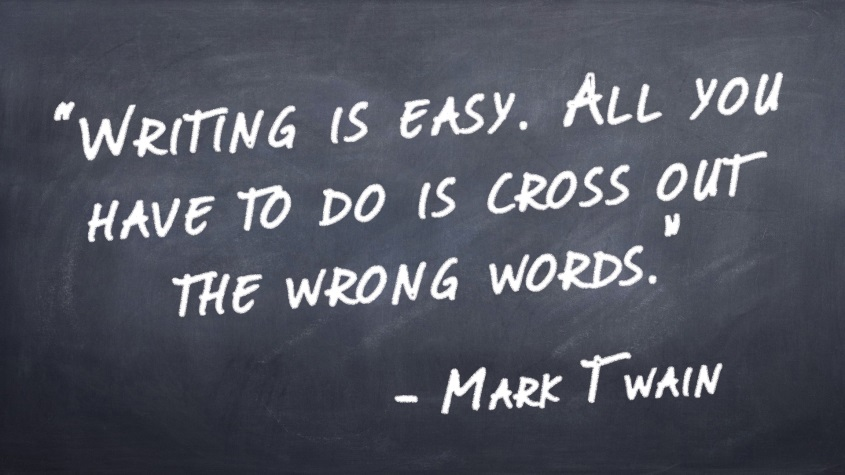 "Writing is easy. All you
have to do is cross out
the wrong words."
- Mark Twain